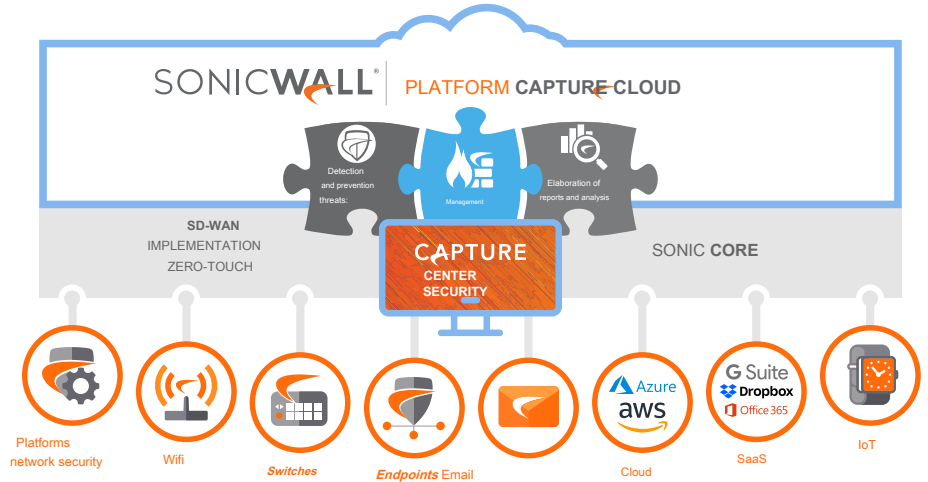 SONICWALL® PLATFORM CAPTURE CLOUD
Detection
and prevention
threats:
Management
Elaboration of
reports and analysis
SD-WAN
IMPLEMENTATION
ZERO-TOUCH
CAPTURE
CENTER
SECURITY
SONIC CORE
G Suite
Azure
Dropbox
aws
Office 365
Platforms
network security
Wifi
Switches
Endpoints Email
Cloud
SaaS
IoT